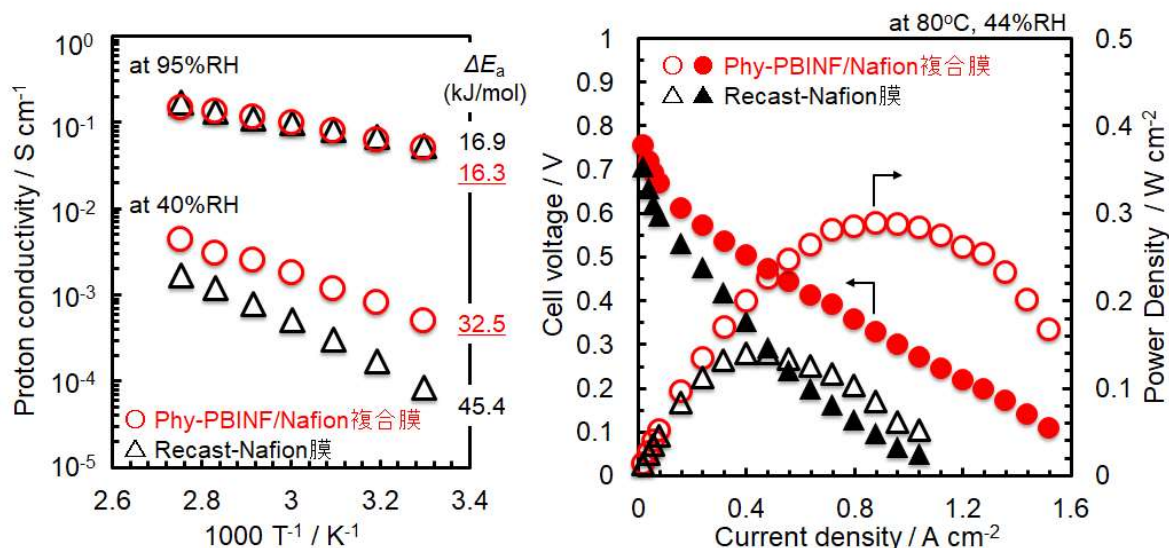 Proton conductivity / S cm⁻¹
10⁰
10⁻¹
10⁻²
10⁻³
10⁻⁴
10⁻⁵
at 95%RH
ΔEₐ
(kJ/mol)
16.9
16.3
at 40%RH
32.5
45.4
Phy-PBINF/Nafion複合膜
Recast-Nafion膜
2.6 2.8 3 3.2 3.4
1000 T⁻¹ / K⁻¹
at 80ºC, 44%RH
Cell voltage / V
1
0.9
0.8
0.7
0.6
0.5
0.4
0.3
0.2
0.1
0
Phy-PBINF/Nafion複合膜
Recast-Nafion膜
0 0.4 0.8 1.2 1.6
Current density / A cm⁻²
0.5
0.4
0.3
0.2
0.1
0
Power Density / W cm⁻²